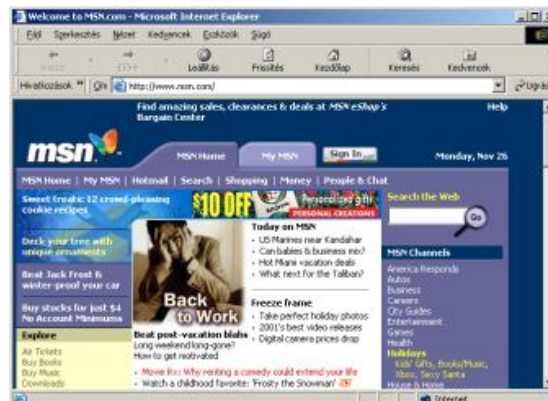 Welcome to MSN.com - Microsoft Internet Explorer
Fájl Szerkesztés Nézet Kedvencek Eszközök Súgó
Leállítás Frissítés Kezdőlap Keresés Kedvencek
Hivatkozások Cím http://www.msn.com/ Ugrás
Find amazing sales, clearances & deals at MSN eShop's
Bargain Center
Help
msn
MSN Home My MSN Sign In
Monday, Nov 26
MSN Home | My MSN | Hotmail | Search | Shopping | Money | People & Chat
Sweet treats: 12 crowd-pleasing
cookie recipes
Deck your tree with
unique ornaments
Beat Jack Frost &
winter-proof your car
Buy stocks for just $4
No Account Minimums
Explore
Air Tickets
Buy Books
Buy Music
Downloads
$10 OFF Personalized gifts
PERSONAL CREATIONS
Back
to Work
Beat post-vacation blahs
Long weekend long-gone?
How to get motivated
Today on MSN
US Marines near Kandahar
Can babies & business mix?
Hot Miami vacation deals
What next for the Taliban?
Freeze frame
Take perfect holiday photos
2001's best video releases
Digital camera prices drop
Movie Rx: Why renting a comedy could extend your life
Watch a childhood favorite: 'Frosty the Snowman'
Search the Web
Go
MSN Channels
America Responds
Autos
Business
Careers
City Guides
Entertainment
Games
Health
Holidays
Kids' Gifts, Books/Music,
Xbox, Sexy Santa
House & Home
Internet